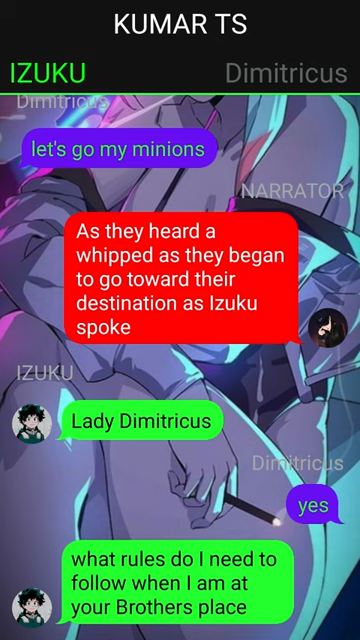 KUMAR TS
IZUKU Dimitricus
Dimitricus
let's go my minions
NARRATOR
As they heard a
whipped as they began
to go toward their
destination as Izuku
spoke
IZUKU
Lady Dimitricus
Dimitricus
yes
what rules do I need to
follow when I am at
your Brothers place